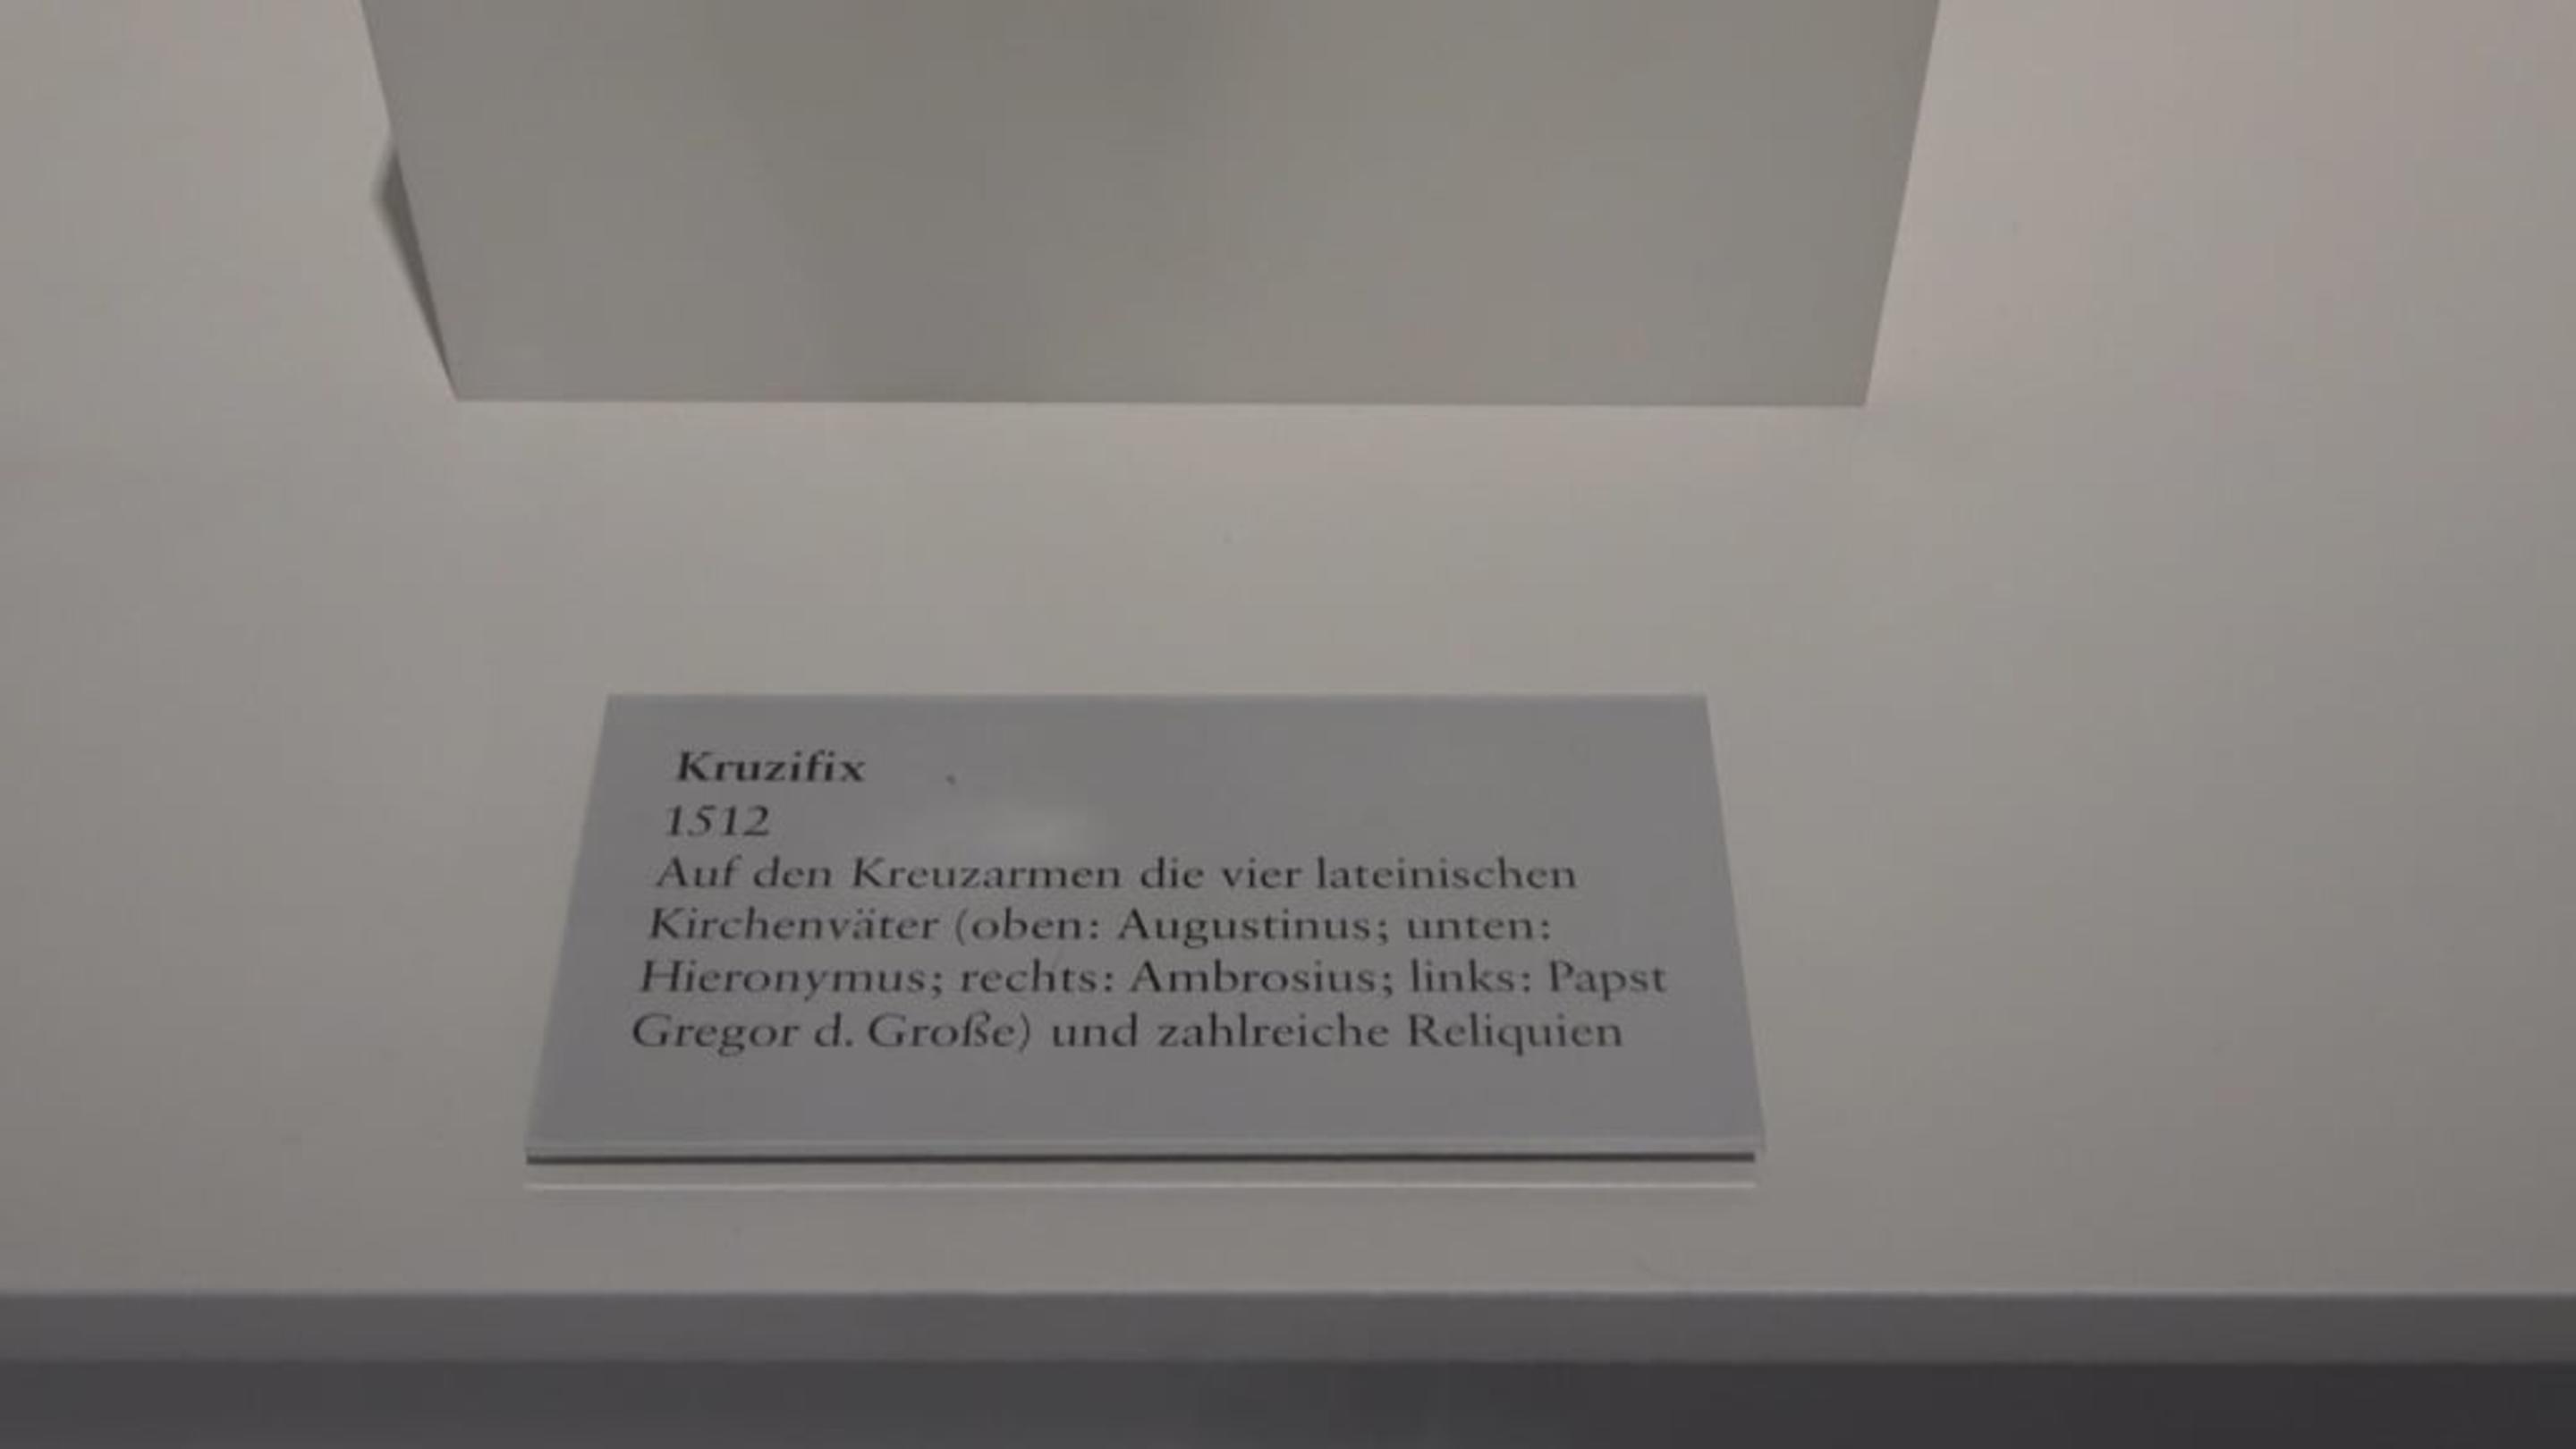 Kruzifix
1512
Auf den Kreuzarmen die vier lateinischen
Kirchenväter (oben: Augustinus; unten:
Hieronymus; rechts: Ambrosius; links: Papst
Gregor d. Große) und zahlreiche Reliquien